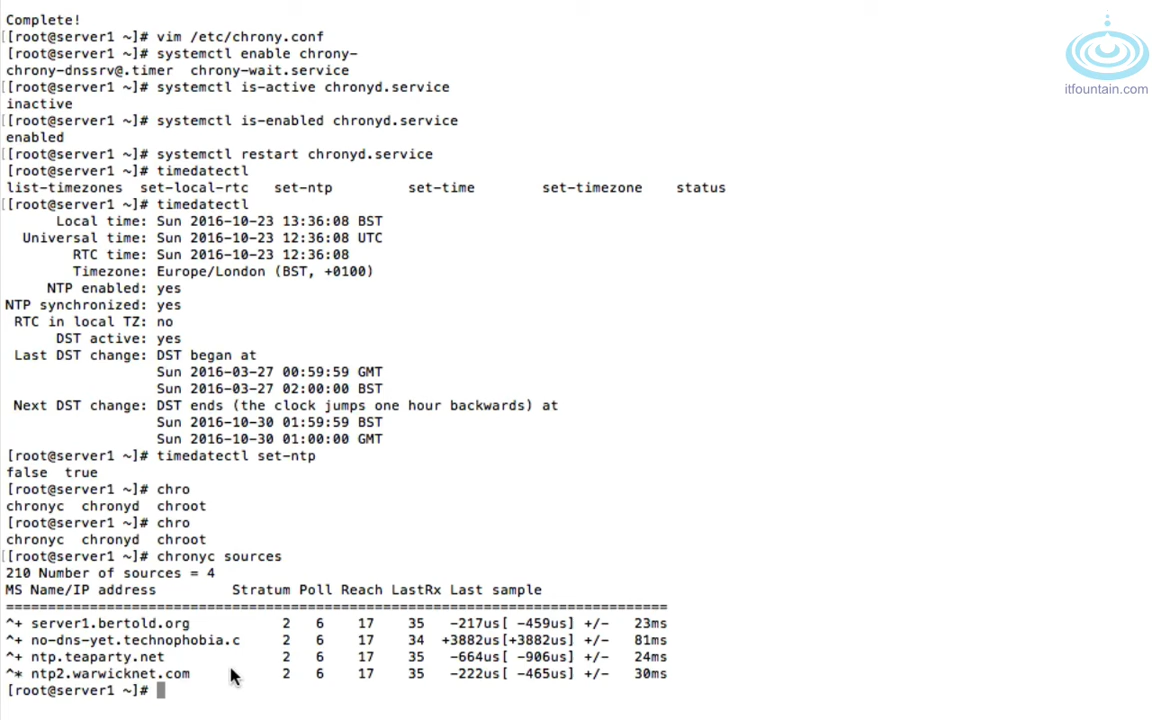 Complete!
[[root@server1 ~]# vim /etc/chrony.conf
[root@server1 ~]# systemctl enable chrony-
chrony-dnssrv@.timer  chrony-wait.service
[[root@server1 ~]# systemctl is-active chronyd.service
inactive
[[root@server1 ~]# systemctl is-enabled chronyd.service
enabled
[[root@server1 ~]# systemctl restart chronyd.service
[root@server1 ~]# timedatectl
list-timezones  set-local-rtc   set-ntp         set-time        set-timezone    status
[[root@server1 ~]# timedatectl
      Local time: Sun 2016-10-23 13:36:08 BST
  Universal time: Sun 2016-10-23 12:36:08 UTC
        RTC time: Sun 2016-10-23 12:36:08
        Timezone: Europe/London (BST, +0100)
     NTP enabled: yes
NTP synchronized: yes
 RTC in local TZ: no
      DST active: yes
 Last DST change: DST began at
                  Sun 2016-03-27 00:59:59 GMT
                  Sun 2016-03-27 02:00:00 BST
 Next DST change: DST ends (the clock jumps one hour backwards) at
                  Sun 2016-10-30 01:59:59 BST
                  Sun 2016-10-30 01:00:00 GMT
[root@server1 ~]# timedatectl set-ntp
false  true
[root@server1 ~]# chro
chronyc  chronyd  chroot
[root@server1 ~]# chro
chronyc  chronyd  chroot
[[root@server1 ~]# chronyc sources
210 Number of sources = 4
MS Name/IP address         Stratum Poll Reach LastRx Last sample
===============================================================================
^+ server1.bertold.org           2   6    17    35   -217us[ -459us] +/-   23ms
^+ no-dns-yet.technophobia.c     2   6    17    34  +3882us[+3882us] +/-   81ms
^+ ntp.teaparty.net              2   6    17    35   -664us[ -906us] +/-   24ms
^* ntp2.warwicknet.com           2   6    17    35   -222us[ -465us] +/-   30ms
[root@server1 ~]#
itfountain.com